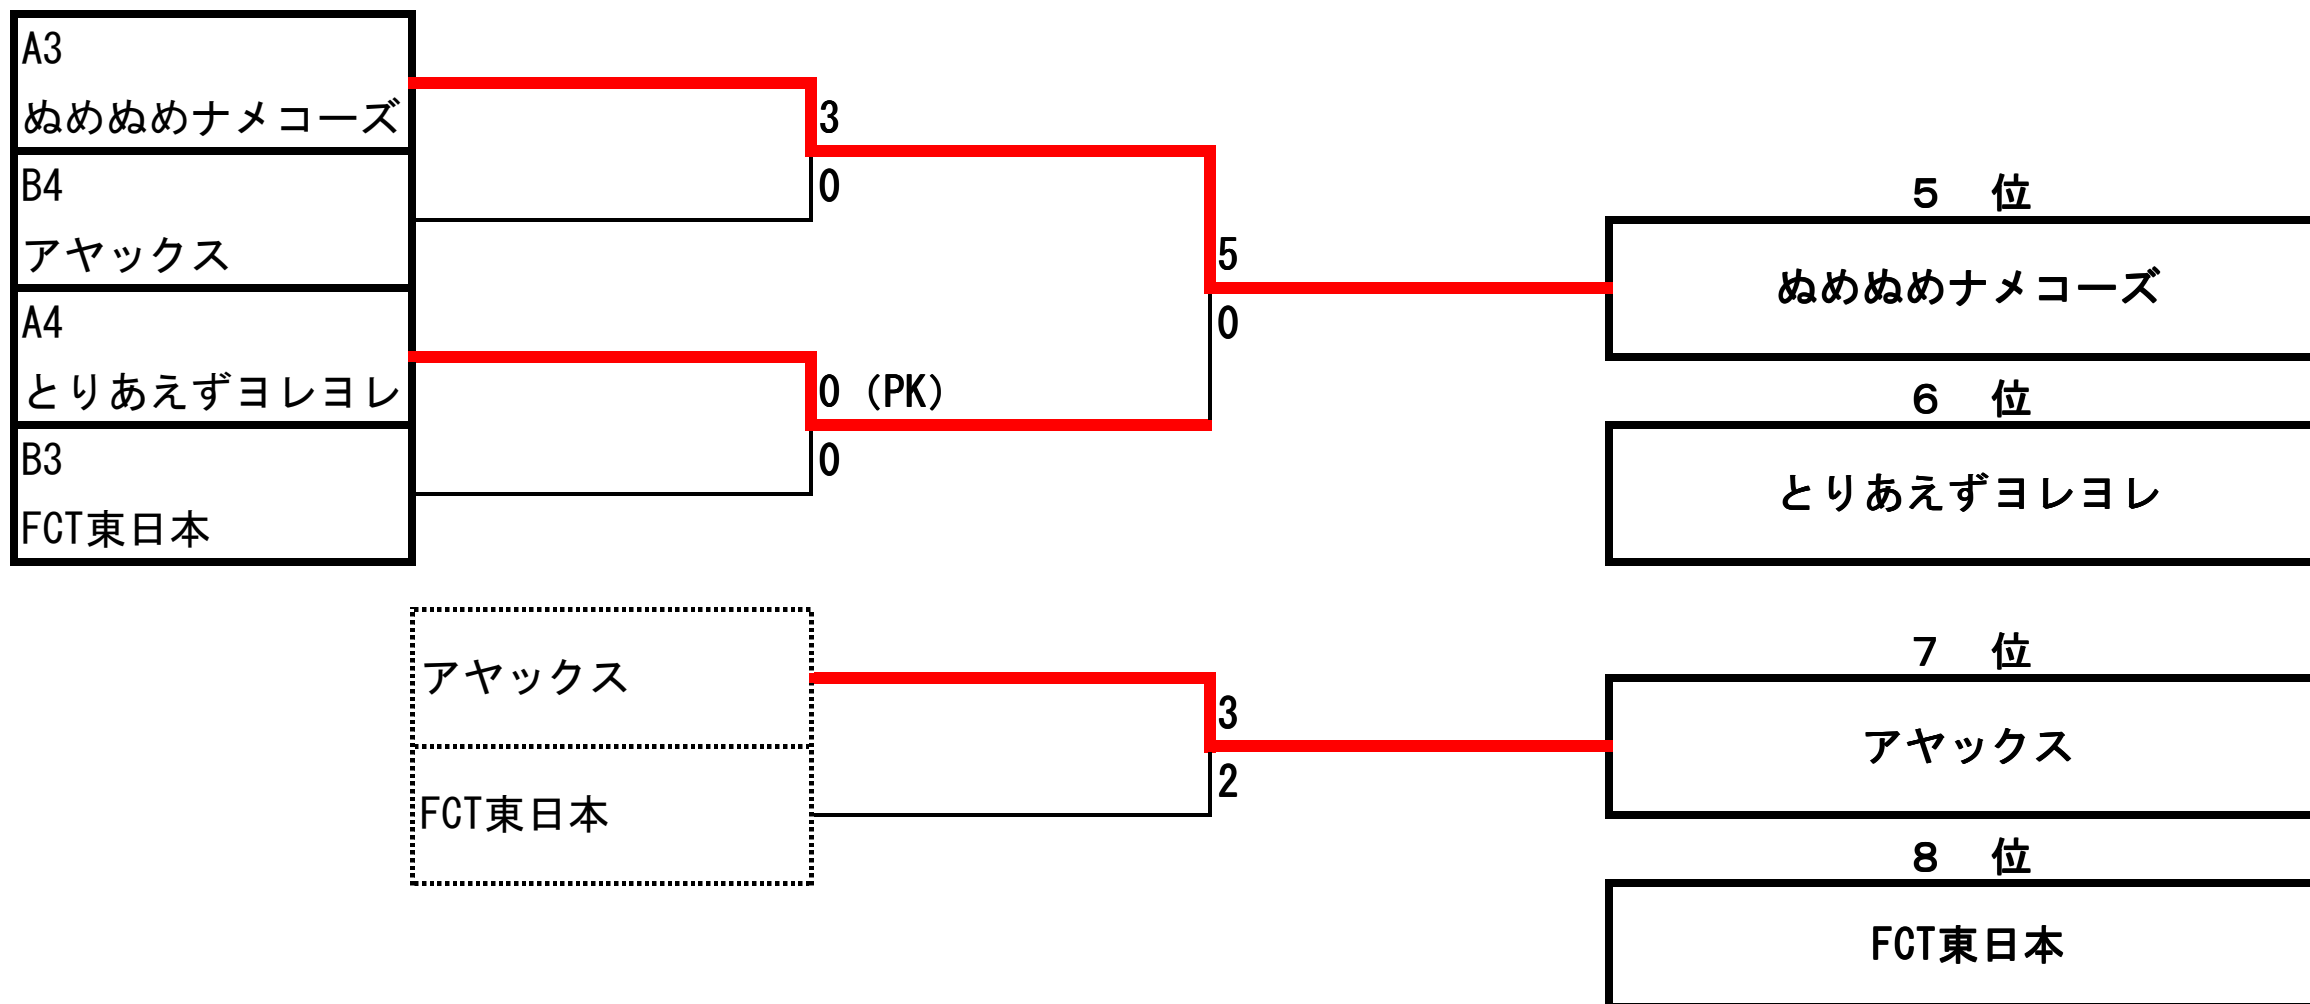 A3
ぬめぬめナメコーズ
3
B4
0
アヤックス
5
A4
0
とりあえずヨレヨレ
0 (PK)
B3
0
FCT東日本
５　位
ぬめぬめナメコーズ
６　位
とりあえずヨレヨレ
アヤックス
3
FCT東日本
2
７　位
アヤックス
８　位
FCT東日本